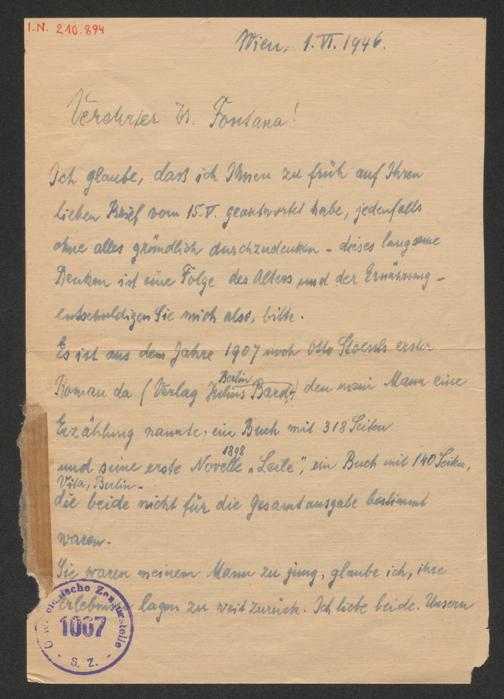 I.N. 210.894
Wien, 1.VI.1946.
Verehrter H. Fontana!
Ich glaube, dass ich Ihnen zu früh auf Ihren
lieben Brief vom 15.V. geantwortet habe, jedenfalls
ohne alles gründlich durchzudenken – dieses langsame
Denken ist eine Folge des Alters und der Ernährung –
entschuldigen Sie mich also, bitte.
Es ist aus dem Jahre 1907 noch Otto Stoessls erster
Roman da (Verlag Julius Bard, Berlin) den mein Mann eine
Erzählung nannte; ein Buch mit 318 Seiten
und seine erste Novelle 1898 „Leile", ein Buch mit 140 Seiten,
Vita, Berlin –
die beide nicht für die Gesamtausgabe bestimmt
waren.
Sie waren meinem Mann zu jung, glaube ich, ihre
Erlebnisse lagen zu weit zurück. Ich liebe beide. Unsern
Österreichische Zensurstelle
1067
- S. Z. -